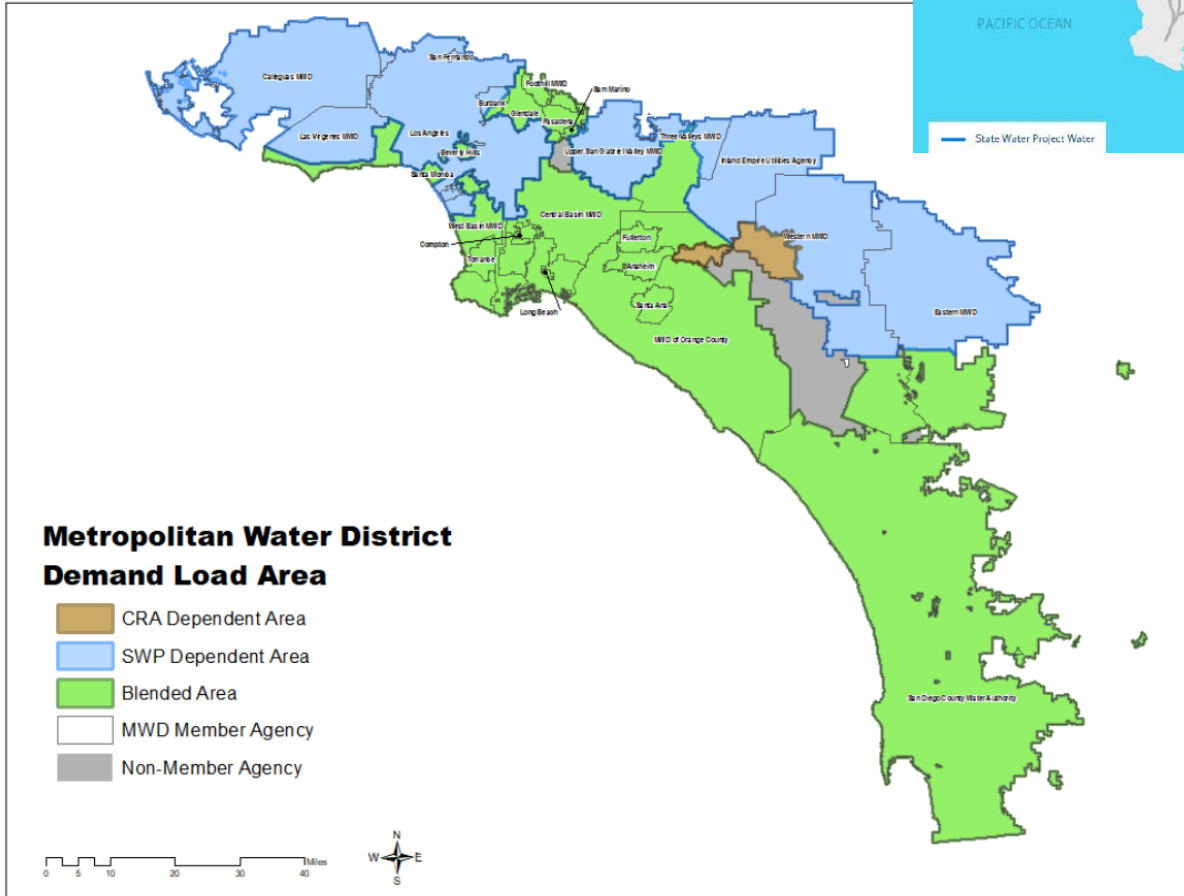 PACIFIC OCEAN
State Water Project Water
San Fernando
Calleguas MWD
Foothill MWD
San Marino
Burbank
Glendale
Pasadena
Las Virgenes MWD
Los Angeles
Three Valleys MWD
Beverly Hills
Upper San Gabriel Valley MWD
Inland Empire Utilities Agency
Santa Monica
Central Basin MWD
West Basin MWD
Compton
Fullerton
Western MWD
Torrance
Anaheim
Santa Ana
Long Beach
Eastern MWD
MWD of Orange County
San Diego County Water Authority
Metropolitan Water District
Demand Load Area
CRA Dependent Area
SWP Dependent Area
Blended Area
MWD Member Agency
Non-Member Agency
N
W E
S
Miles
0 5 10 20 30 40